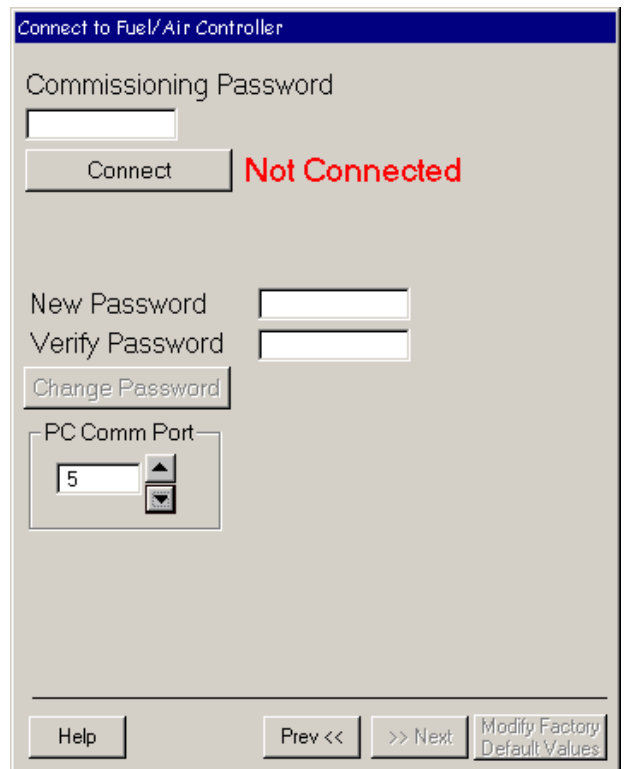 Connect to Fuel/Air Controller
Commissioning Password
Connect
Not Connected
New Password
Verify Password
Change Password
PC Comm Port
5
Help
Prev <<
>> Next
Modify Factory
Default Values